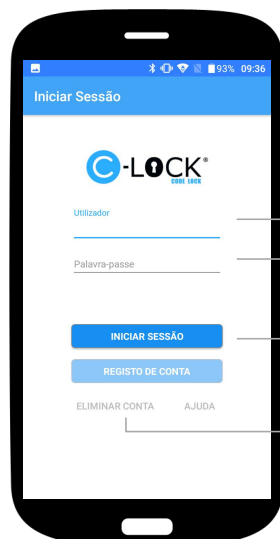 93% 09:36
Iniciar Sessão
C-LOCK®
CODE LOCK
Utilizador
Palavra-passe
INICIAR SESSÃO
REGISTO DE CONTA
ELIMINAR CONTA AJUDA